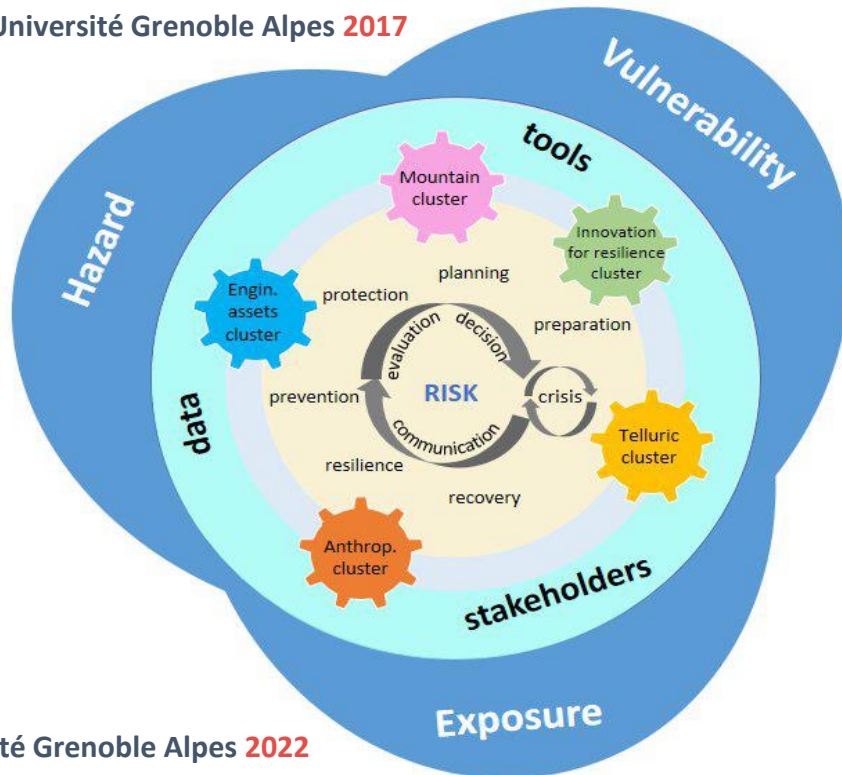 Université Grenoble Alpes 2017
Vulnerability
Hazard
tools
Mountain
cluster
Innovation
for resilience
cluster
Engin.
assets
cluster
planning
protection
preparation
evaluation
decision
prevention
RISK
crisis
data
communication
Telluric
cluster
resilience
recovery
Anthrop.
cluster
stakeholders
Exposure
té Grenoble Alpes 2022